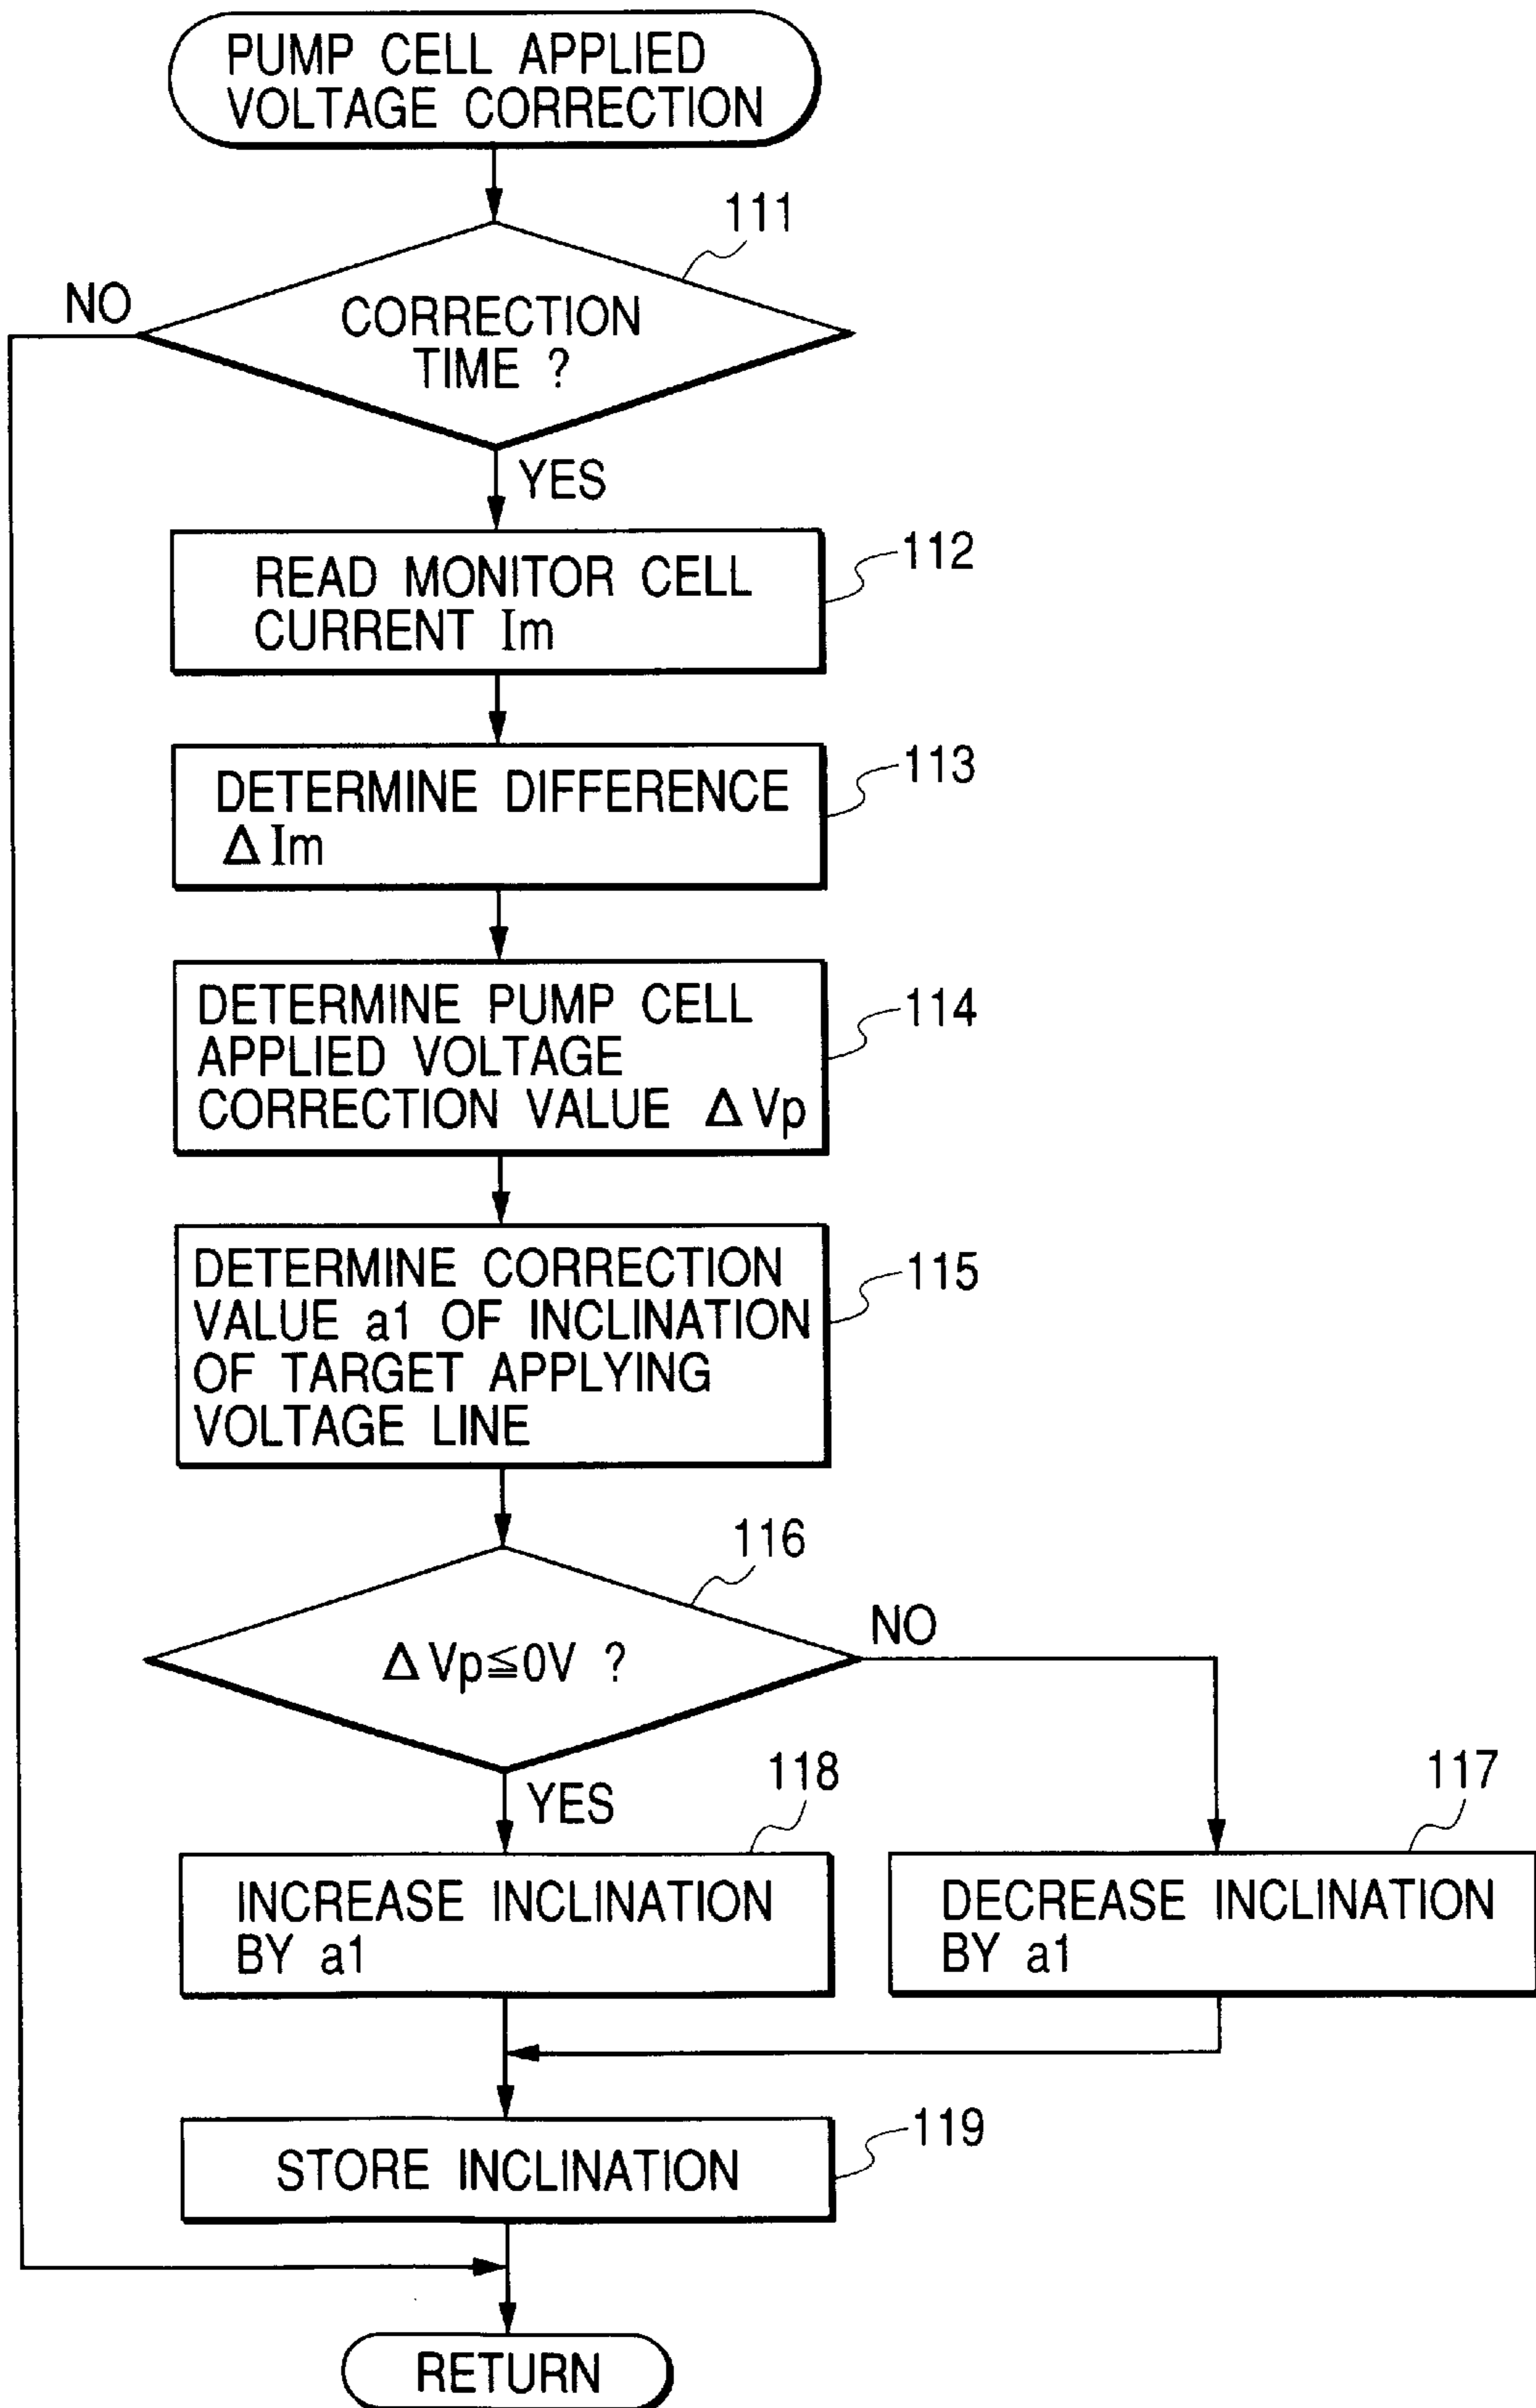 PUMP CELL APPLIED
VOLTAGE CORRECTION
111
NO
CORRECTION
TIME ?
YES
112
READ MONITOR CELL
CURRENT Im
113
DETERMINE DIFFERENCE
ΔIm
114
DETERMINE PUMP CELL
APPLIED VOLTAGE
CORRECTION VALUE ΔVp
115
DETERMINE CORRECTION
VALUE a1 OF INCLINATION
OF TARGET APPLYING
VOLTAGE LINE
116
ΔVp≦0V ?
NO
YES
118
117
INCREASE INCLINATION
BY a1
DECREASE INCLINATION
BY a1
119
STORE INCLINATION
RETURN